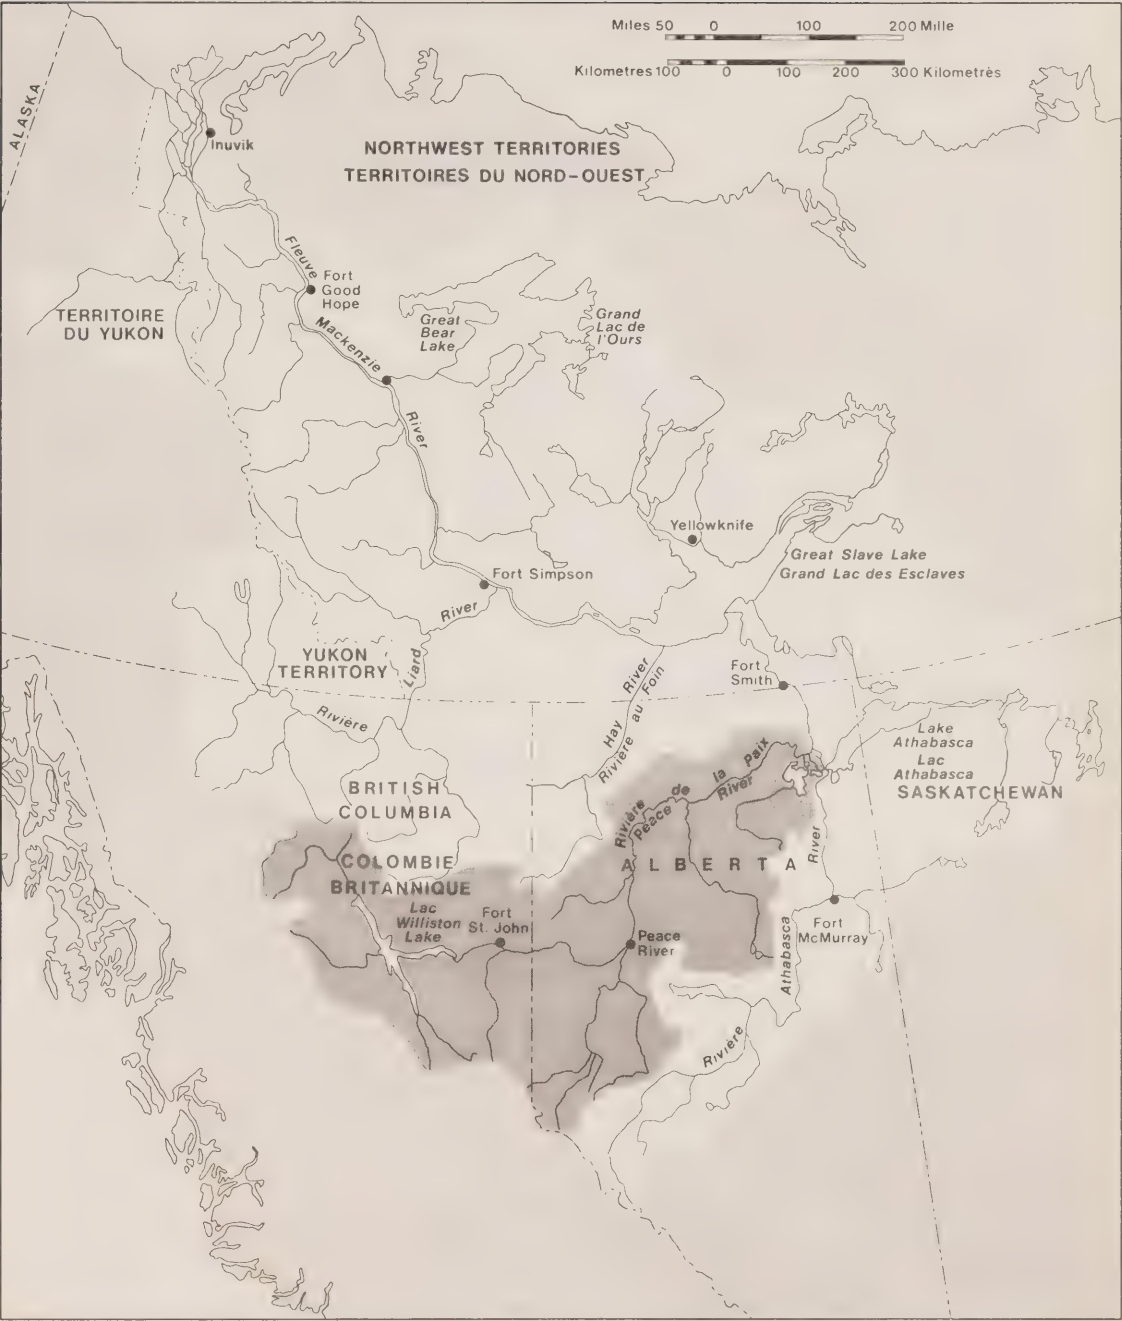 Miles 50 0 100 200 Mille
Kilometres 100 0 100 200 300 Kilometrès
ALASKA
Inuvik
NORTHWEST TERRITORIES
TERRITOIRES DU NORD-OUEST
Fleuve
Fort
Good
Hope
TERRITOIRE
DU YUKON
Mackenzie
Great
Bear
Lake
Grand
Lac de
l'Ours
River
Yellowknife
Great Slave Lake
Grand Lac des Esclaves
Fort Simpson
River
YUKON
TERRITORY
Liard
Rivière
Hay River
Rivière au Foin
Fort
Smith
Lake
Athabasca
Lac
Athabasca
SASKATCHEWAN
BRITISH
COLUMBIA
Rivière de la Paix
Peace River
COLOMBIE
BRITANNIQUE
ALBERTA
River
Lac
Williston
Lake
Fort
St. John
Peace
River
Fort
McMurray
Athabasca
Rivière